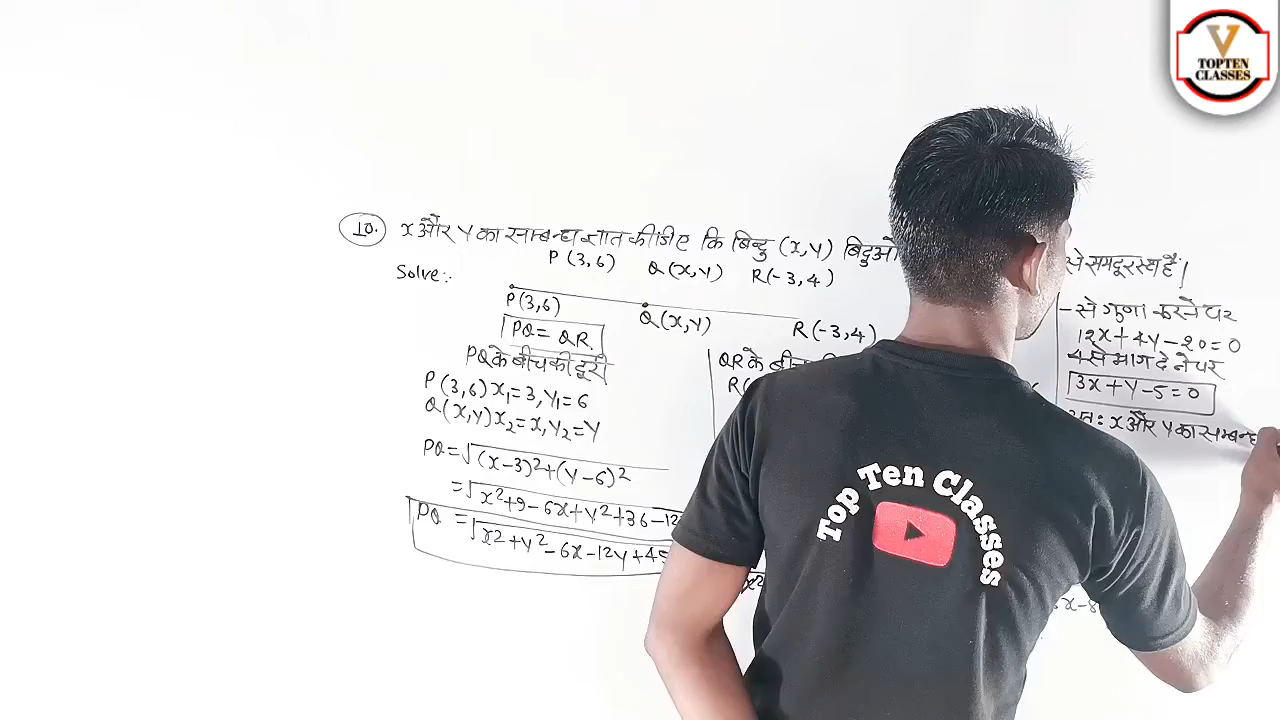 V
TOPTEN
CLASSES
10. x और y का सम्बन्ध ज्ञात कीजिए कि बिन्दु (x, y) बिदुओ
से समदूरस्थ है।
P(3,6) Q(x,y) R(-3,4)
Solve:-
P(3,6)
Q(x,y)
R(-3,4)
PQ = QR.
PQ के बीच की दूरी
P(3,6) x₁=3, y₁=6
Q(x,y) x₂=x, y₂=y
PQ = √(x-3)²+(y-6)²
= √x²+9-6x+y²+36-12
PQ = √x2+y²-6x-12y+45
QR के बीच
R(
x²
- से गुणा करने पर
12x+4y-20=0
4 से भाग देने पर
3x+y-5=0
अत: x और y का सम्बन्ध
x-8
Top Ten Classes